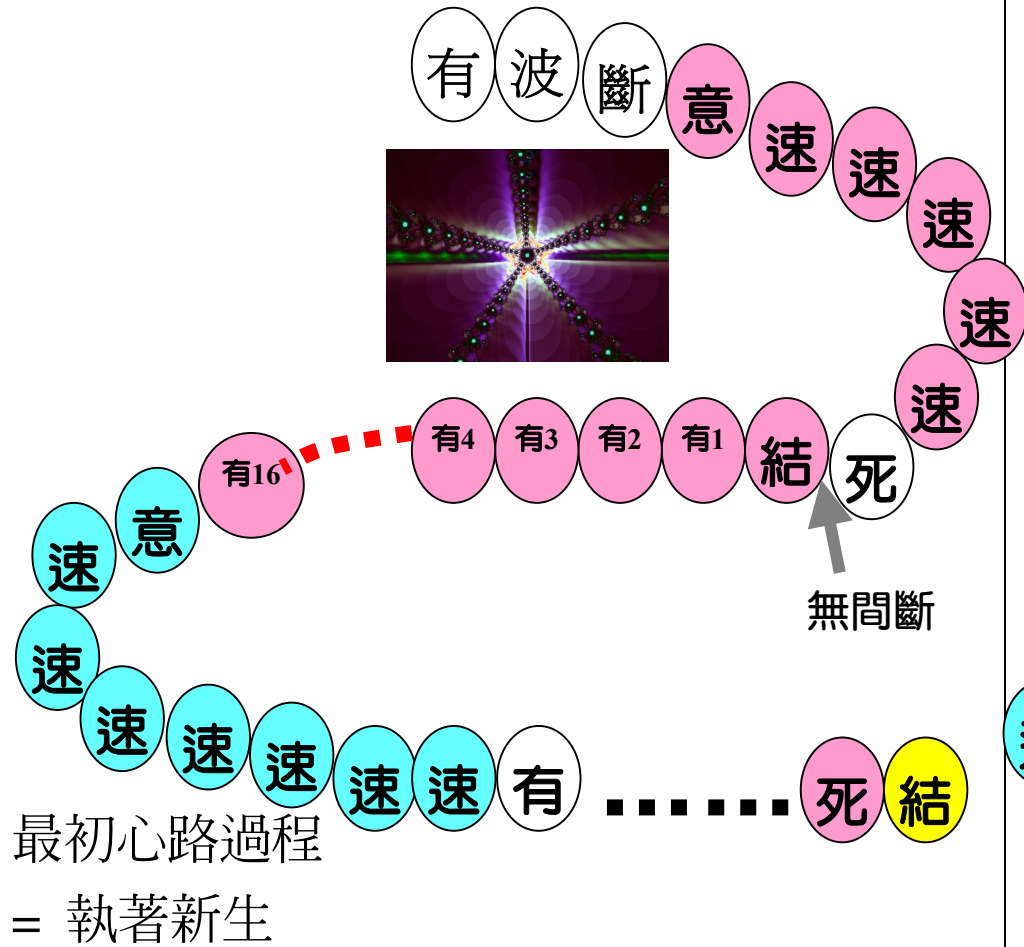 有 波 斷 意 速 速 速 速 速 死
結 有1 有2 有3 有4 有16
無間斷
意 速 速 速 速 速 速 速 有 死 結
最初心路過程
= 執著新生